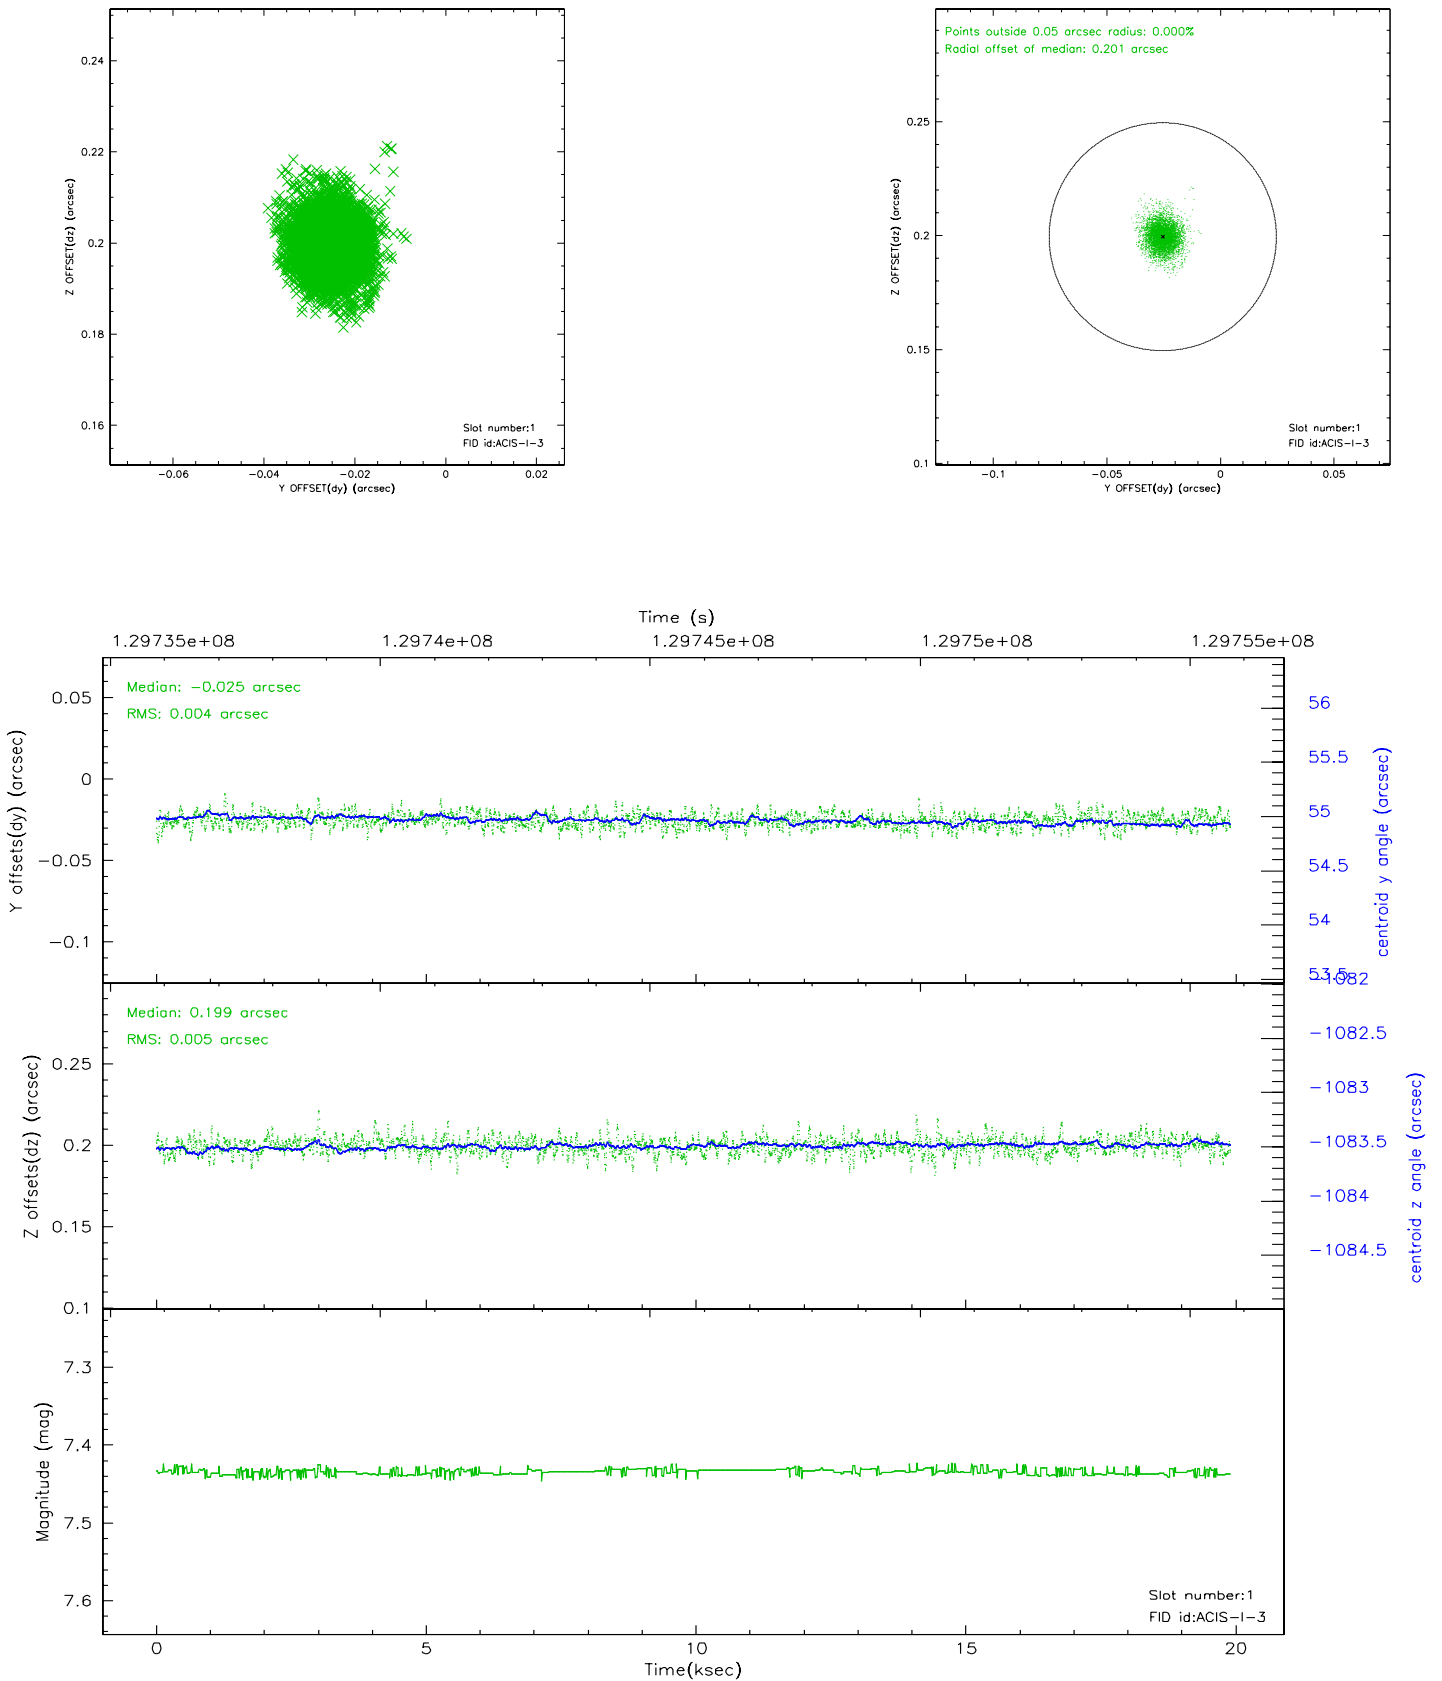 0.24
0.22
0.2
0.18
0.16
Z OFFSET(dz) (arcsec)
Slot number:1
FID id:ACIS-I-3
-0.06
-0.04
-0.02
0
0.02
Y OFFSET(dy) (arcsec)
Points outside 0.05 arcsec radius: 0.000%
Radial offset of median: 0.201 arcsec
0.25
0.2
0.15
0.1
Z OFFSET(dz) (arcsec)
Slot number:1
FID id:ACIS-I-3
-0.1
-0.05
0
0.05
Y OFFSET(dy) (arcsec)
Time (s)
1.29735e+08
1.2974e+08
1.29745e+08
1.2975e+08
1.29755e+08
Median: -0.025 arcsec
RMS: 0.004 arcsec
0.05
0
-0.05
-0.1
Y offsets(dy) (arcsec)
56
55.5
55
54.5
54
53.5
centroid y angle (arcsec)
Median: 0.199 arcsec
RMS: 0.005 arcsec
0.25
0.2
0.15
0.1
Z offsets(dz) (arcsec)
-1082
-1082.5
-1083
-1083.5
-1084
-1084.5
centroid z angle (arcsec)
7.3
7.4
7.5
7.6
Magnitude (mag)
Slot number:1
FID id:ACIS-I-3
0
5
10
15
20
Time(ksec)